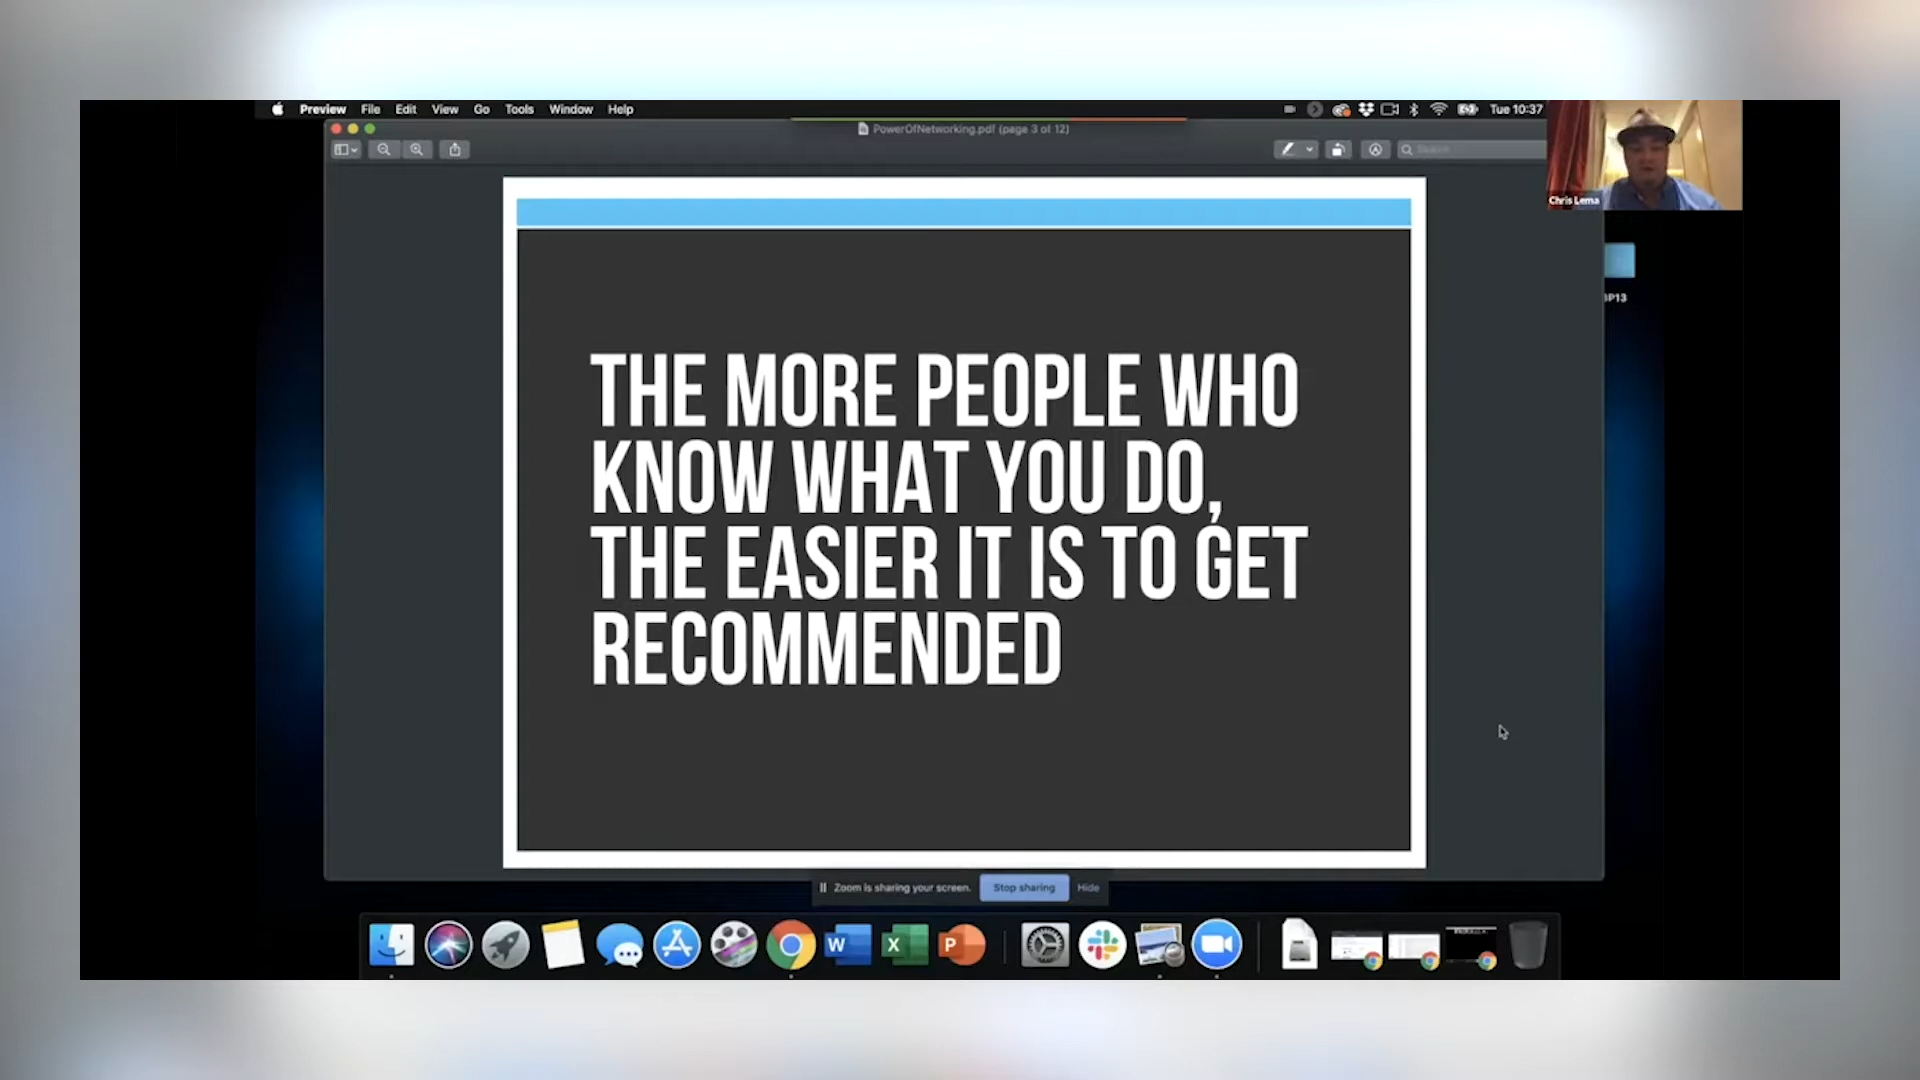 Preview File Edit View Go Tools Window Help
Tue 10:37
PowerOfNetworking.pdf (page 3 of 12)
Search
Chris Lema
THE MORE PEOPLE WHO
KNOW WHAT YOU DO,
THE EASIER IT IS TO GET
RECOMMENDED
Zoom is sharing your screen. Stop sharing Hide
W X P